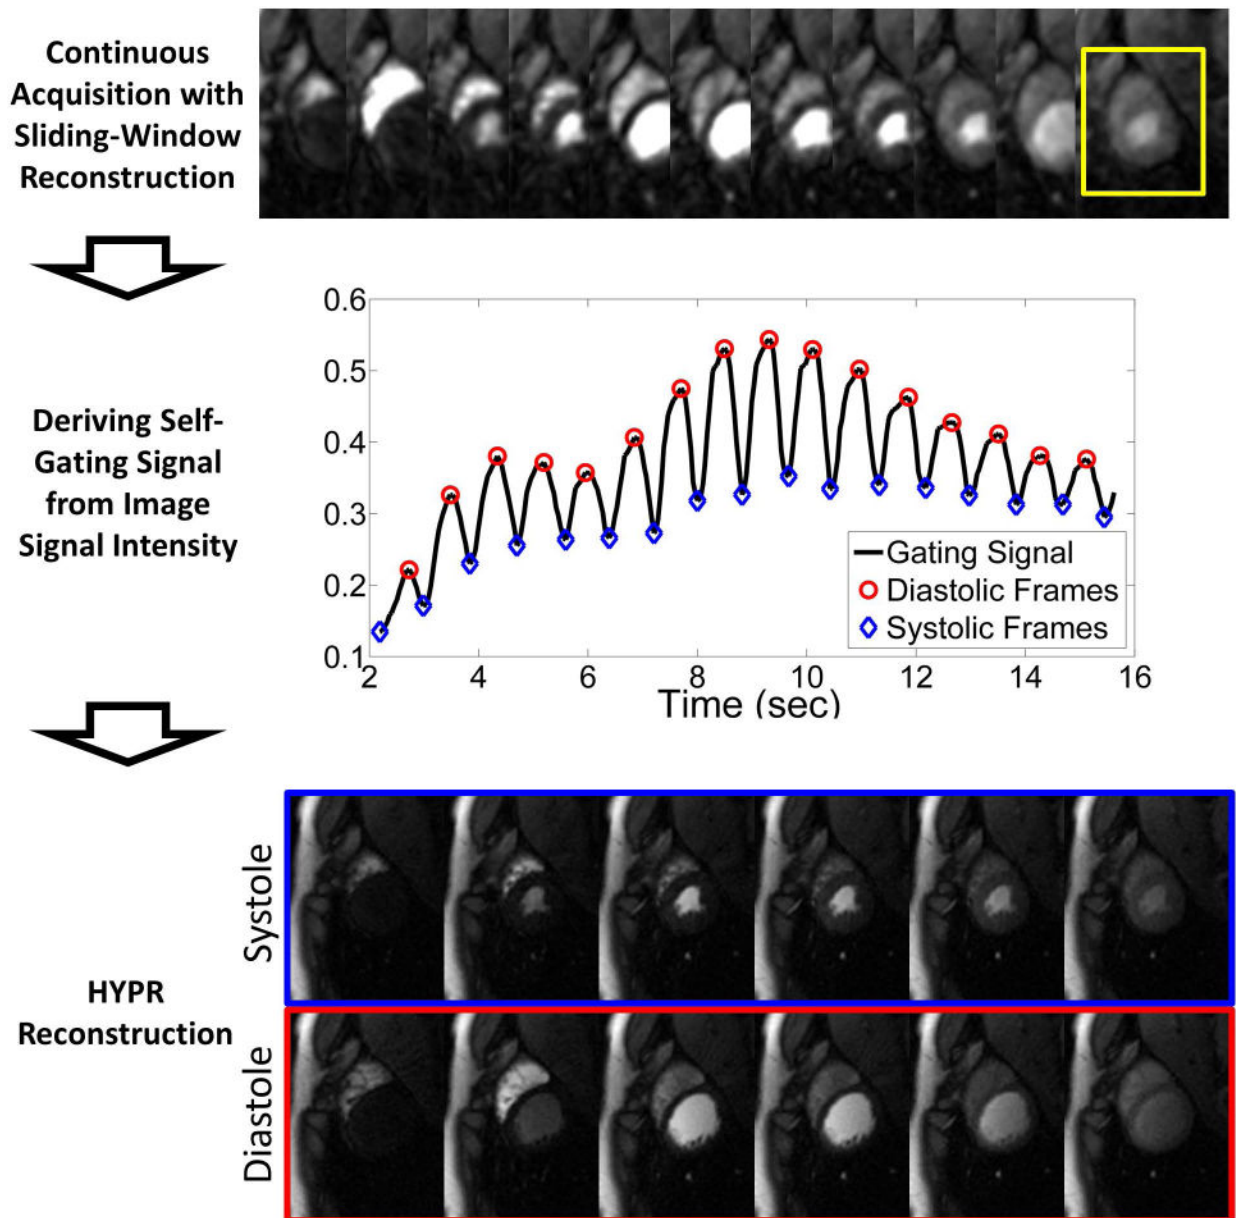 Continuous
Acquisition with
Sliding-Window
Reconstruction
Deriving Self-
Gating Signal
from Image
Signal Intensity
0.6
0.5
0.4
0.3
0.2
0.1
2 4 6 8 10 12 14 16
Time (sec)
Gating Signal
Diastolic Frames
Systolic Frames
HYPR
Reconstruction
Systole
Diastole